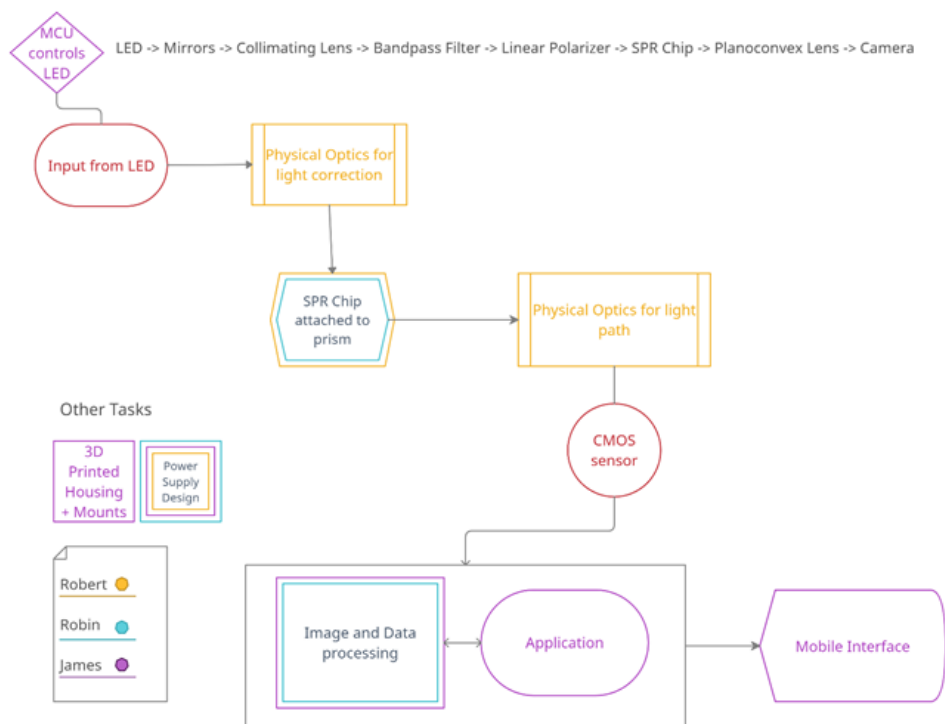 MCU
controls
LED
LED -> Mirrors -> Collimating Lens -> Bandpass Filter -> Linear Polarizer -> SPR Chip -> Planoconvex Lens -> Camera
Input from LED
Physical Optics for
light correction
SPR Chip
attached to
prism
Physical Optics for light
path
Other Tasks
3D
Printed
Housing
+ Mounts
Power
Supply
Design
CMOS
sensor
Robert
Robin
James
Image and Data
processing
Application
Mobile Interface